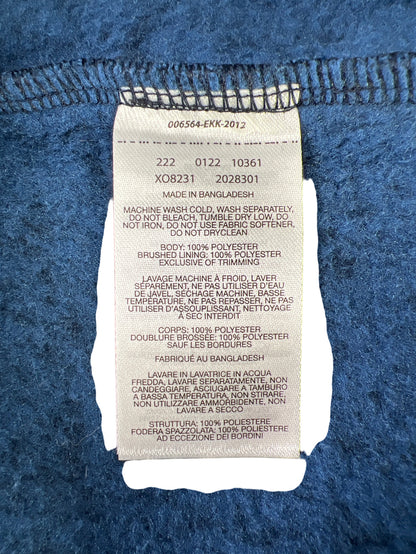 006564-EKK-2012
222 0122 10361
XO8231 2028301
MADE IN BANGLADESH
MACHINE WASH COLD, WASH SEPARATELY,
DO NOT BLEACH, TUMBLE DRY LOW, DO
NOT IRON, DO NOT USE FABRIC SOFTENER,
DO NOT DRYCLEAN
BODY: 100% POLYESTER
BRUSHED LINING: 100% POLYESTER
EXCLUSIVE OF TRIMMING
LAVAGE MACHINE À FROID, LAVER
SÉPARÉMENT, NE PAS UTILISER D'EAU
DE JAVEL, SÉCHAGE MACHINE, BASSE
TEMPÉRATURE, NE PAS REPASSER, NE PAS
UTILISER D'ASSOUPLISSANT, NETTOYAGE
À SEC INTERDIT
CORPS: 100% POLYESTER
DOUBLURE BROSSÉE: 100% POLYESTER
SAUF LES BORDURES
FABRIQUÉ AU BANGLADESH
LAVARE IN LAVATRICE IN ACQUA
FREDDA, LAVARE SEPARATAMENTE, NON
CANDEGGIARE, ASCIUGARE A TAMBURO
A BASSA TEMPERATURA, NON STIRARE,
NON UTILIZZARE AMMORBIDENTE, NON
LAVARE A SECCO
STRUTTURA: 100% POLIESTERE
FODERA SPAZZOLATA: 100% POLIESTERE
AD ECCEZIONE DEI BORDINI